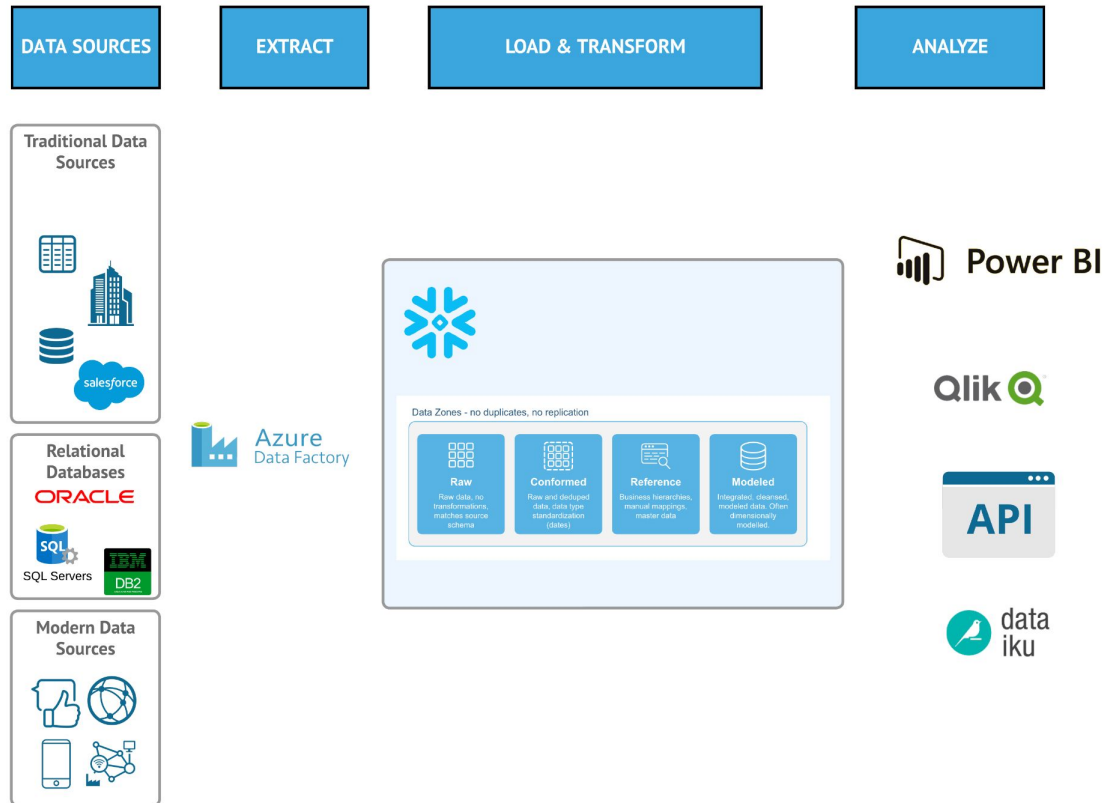 DATA SOURCES
EXTRACT
LOAD & TRANSFORM
ANALYZE
Traditional Data
Sources
salesforce
Relational
Databases
ORACLE
SQL
SQL Servers
IBM
DB2
Modern Data
Sources
Azure
Data Factory
Data Zones - no duplicates, no replication
Raw
Raw data, no
transformations,
matches source
schema
Conformed
Raw and deduped
data, data type
standardization
(dates)
Reference
Business hierarchies,
manual mappings,
master data
Modeled
Integrated, cleansed,
modeled data. Often
dimensionally
modelled.
Power BI
Qlik
API
data
iku